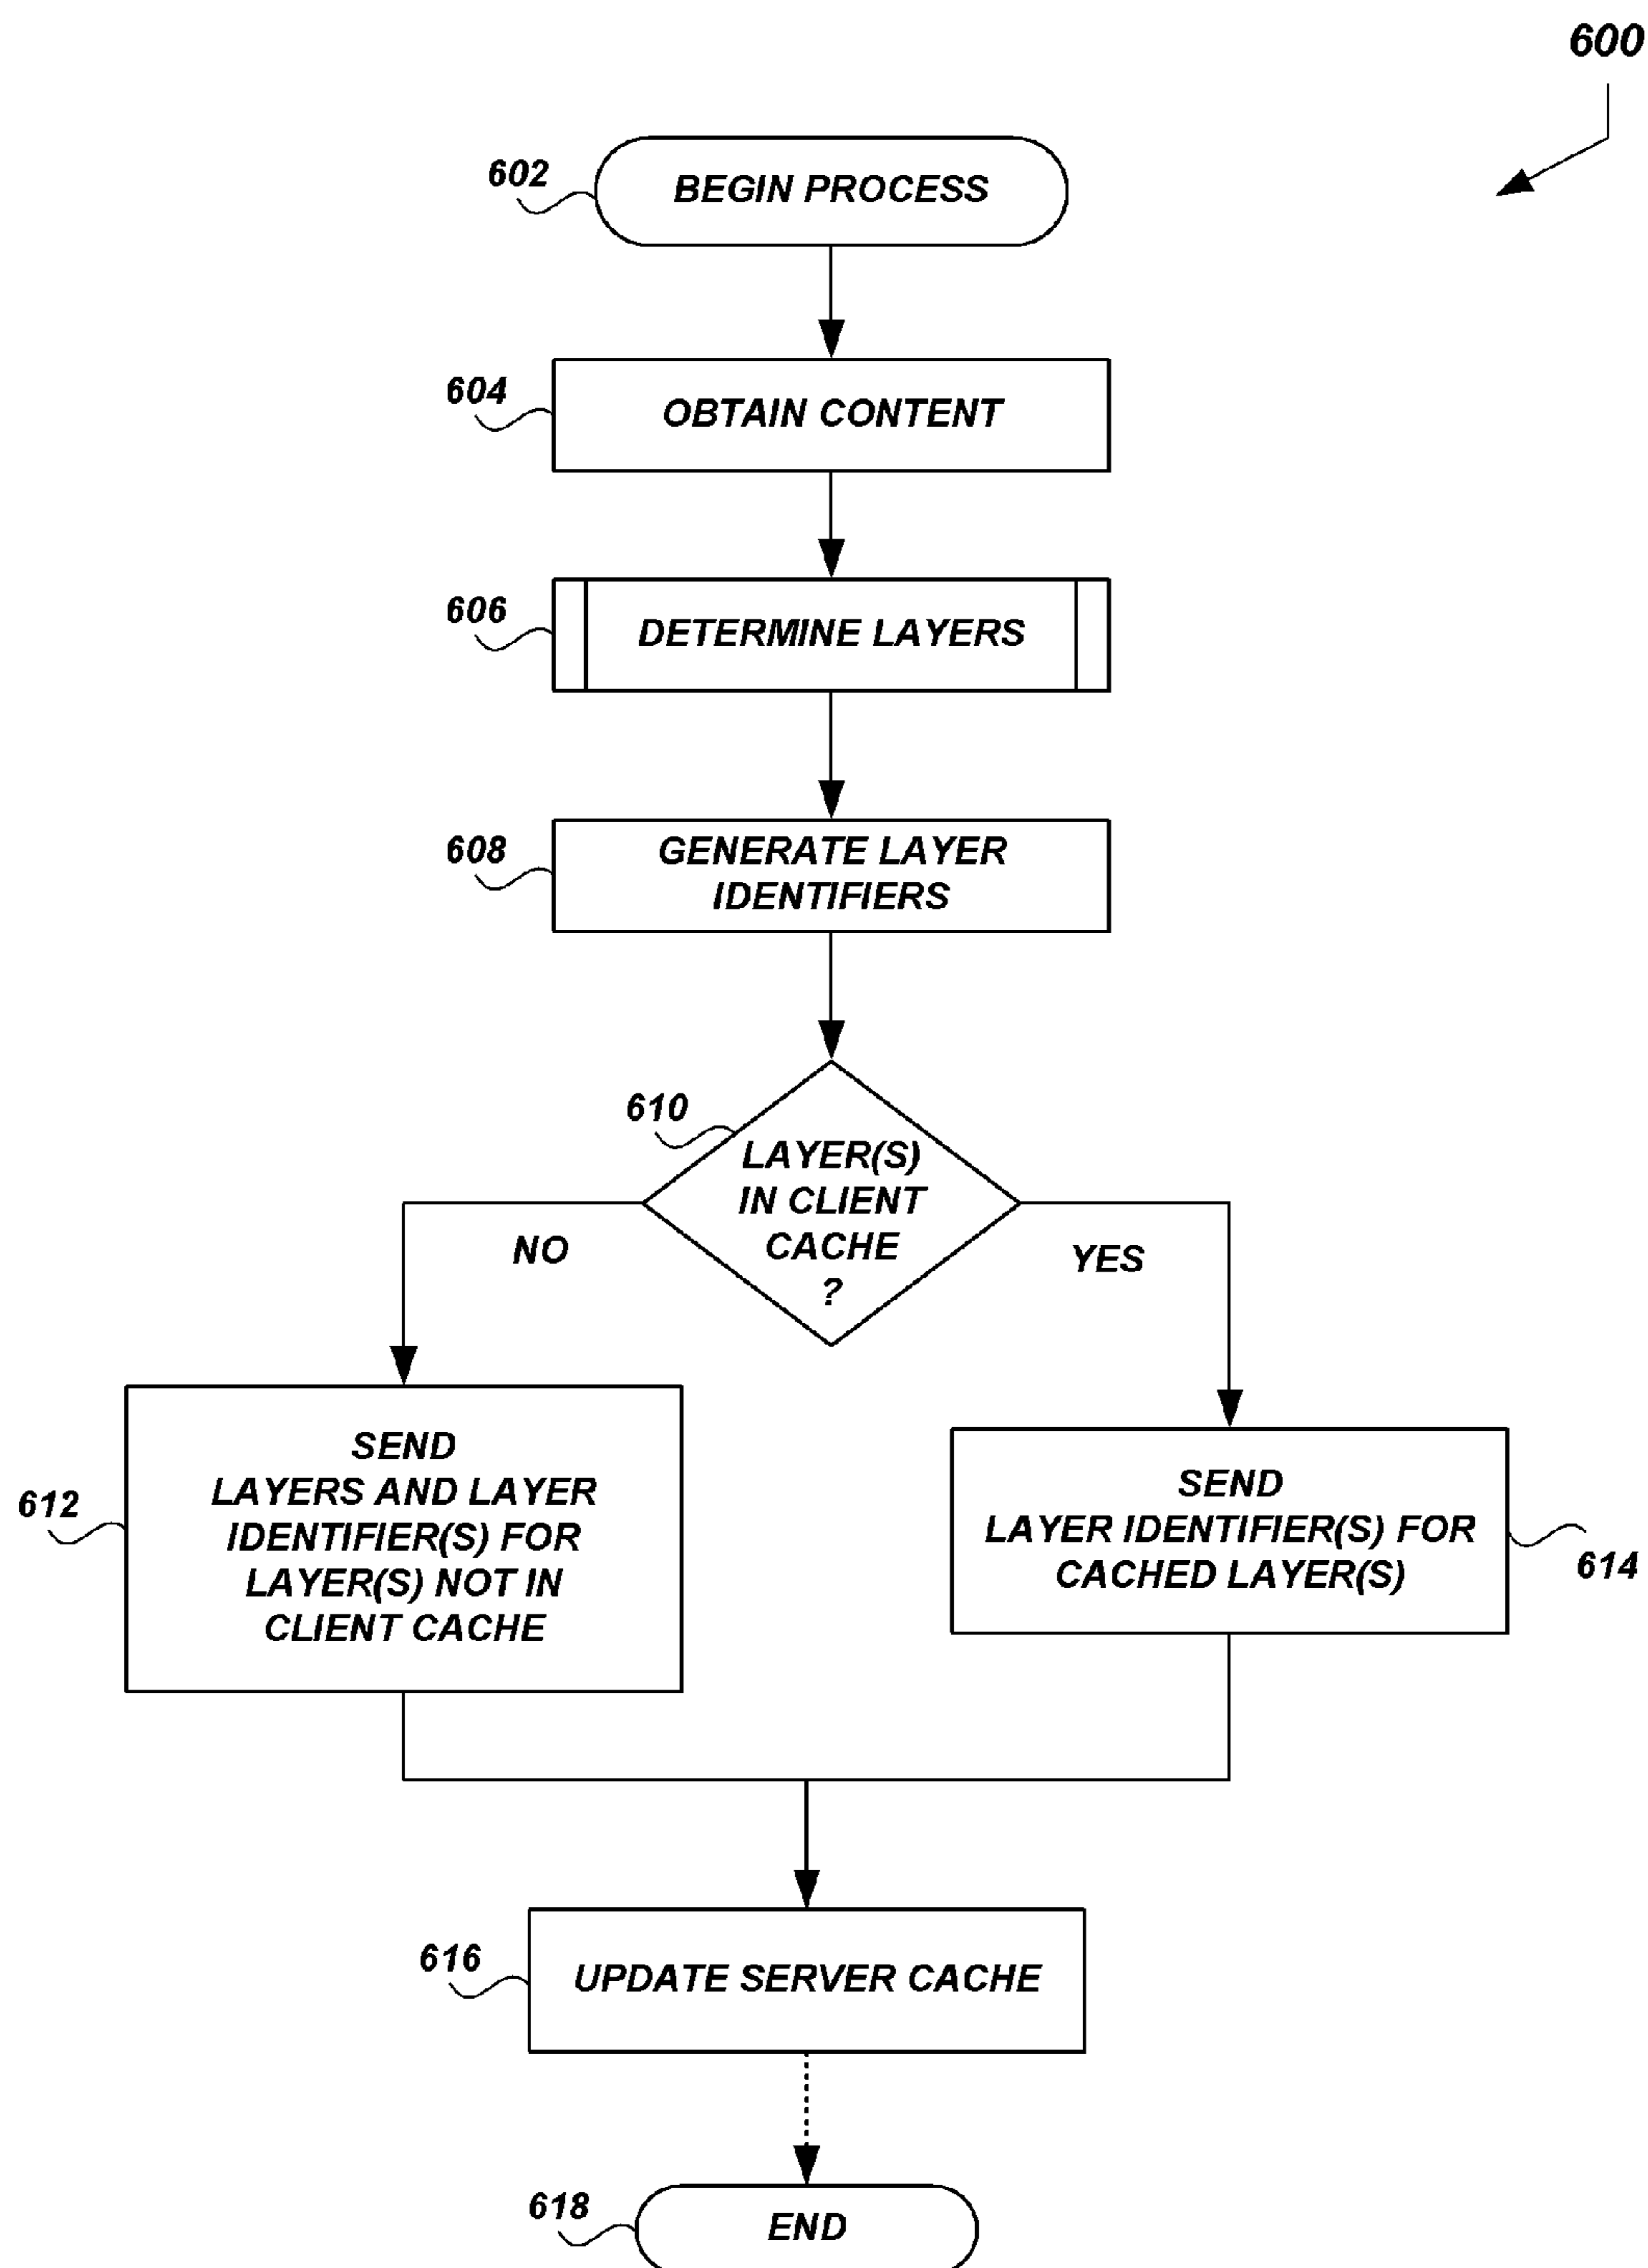 600
602
BEGIN PROCESS
604
OBTAIN CONTENT
606
DETERMINE LAYERS
608
GENERATE LAYER
IDENTIFIERS
610
LAYER(S)
IN CLIENT
CACHE
?
NO
YES
612
SEND
LAYERS AND LAYER
IDENTIFIER(S) FOR
LAYER(S) NOT IN
CLIENT CACHE
SEND
LAYER IDENTIFIER(S) FOR
CACHED LAYER(S)
614
616
UPDATE SERVER CACHE
618
END